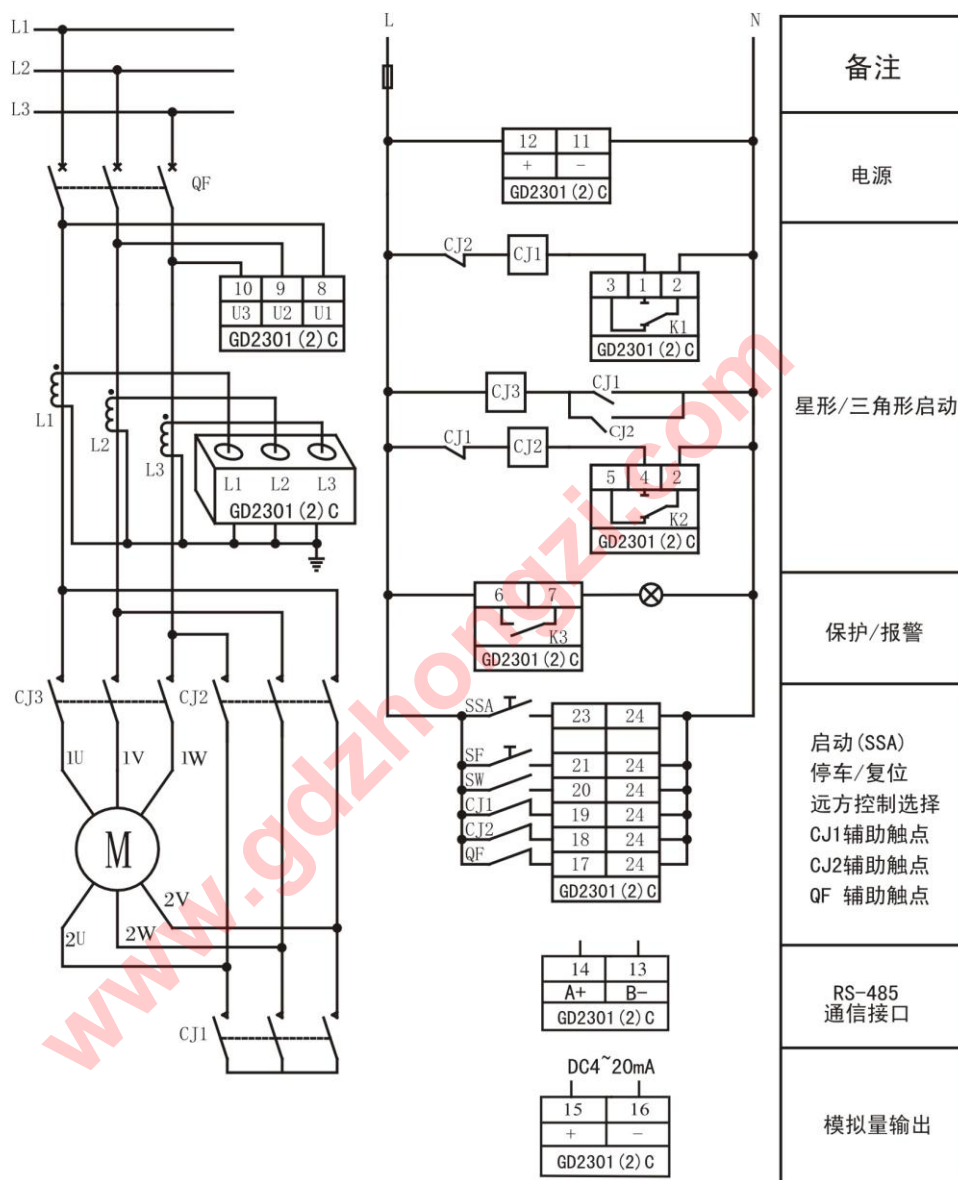 L1
L2
L3
QF
10 9 8
U3 U2 U1
GD2301(2)C
L1
L2
L3
L1 L2 L3
GD2301(2)C
CJ3
CJ2
1U 1V 1W
M
2V
2U
2W
CJ1
L N
12 11
+ -
GD2301(2)C
CJ2
CJ1
3 1 2
K1
GD2301(2)C
CJ3
CJ1
CJ2
CJ1
CJ2
5 4 2
K2
GD2301(2)C
6 7
K3
GD2301(2)C
SSA
23 24
SF
21 24
SW
20 24
CJ1
19 24
CJ2
18 24
QF
17 24
GD2301(2)C
14 13
A+ B-
GD2301(2)C
DC4~20mA
15 16
+ -
GD2301(2)C
备注
电源
星形/三角形启动
保护/报警
启动(SSA)
停车/复位
远方控制选择
CJ1辅助触点
CJ2辅助触点
QF 辅助触点
RS-485
通信接口
模拟量输出
www.gdzhongzi.com